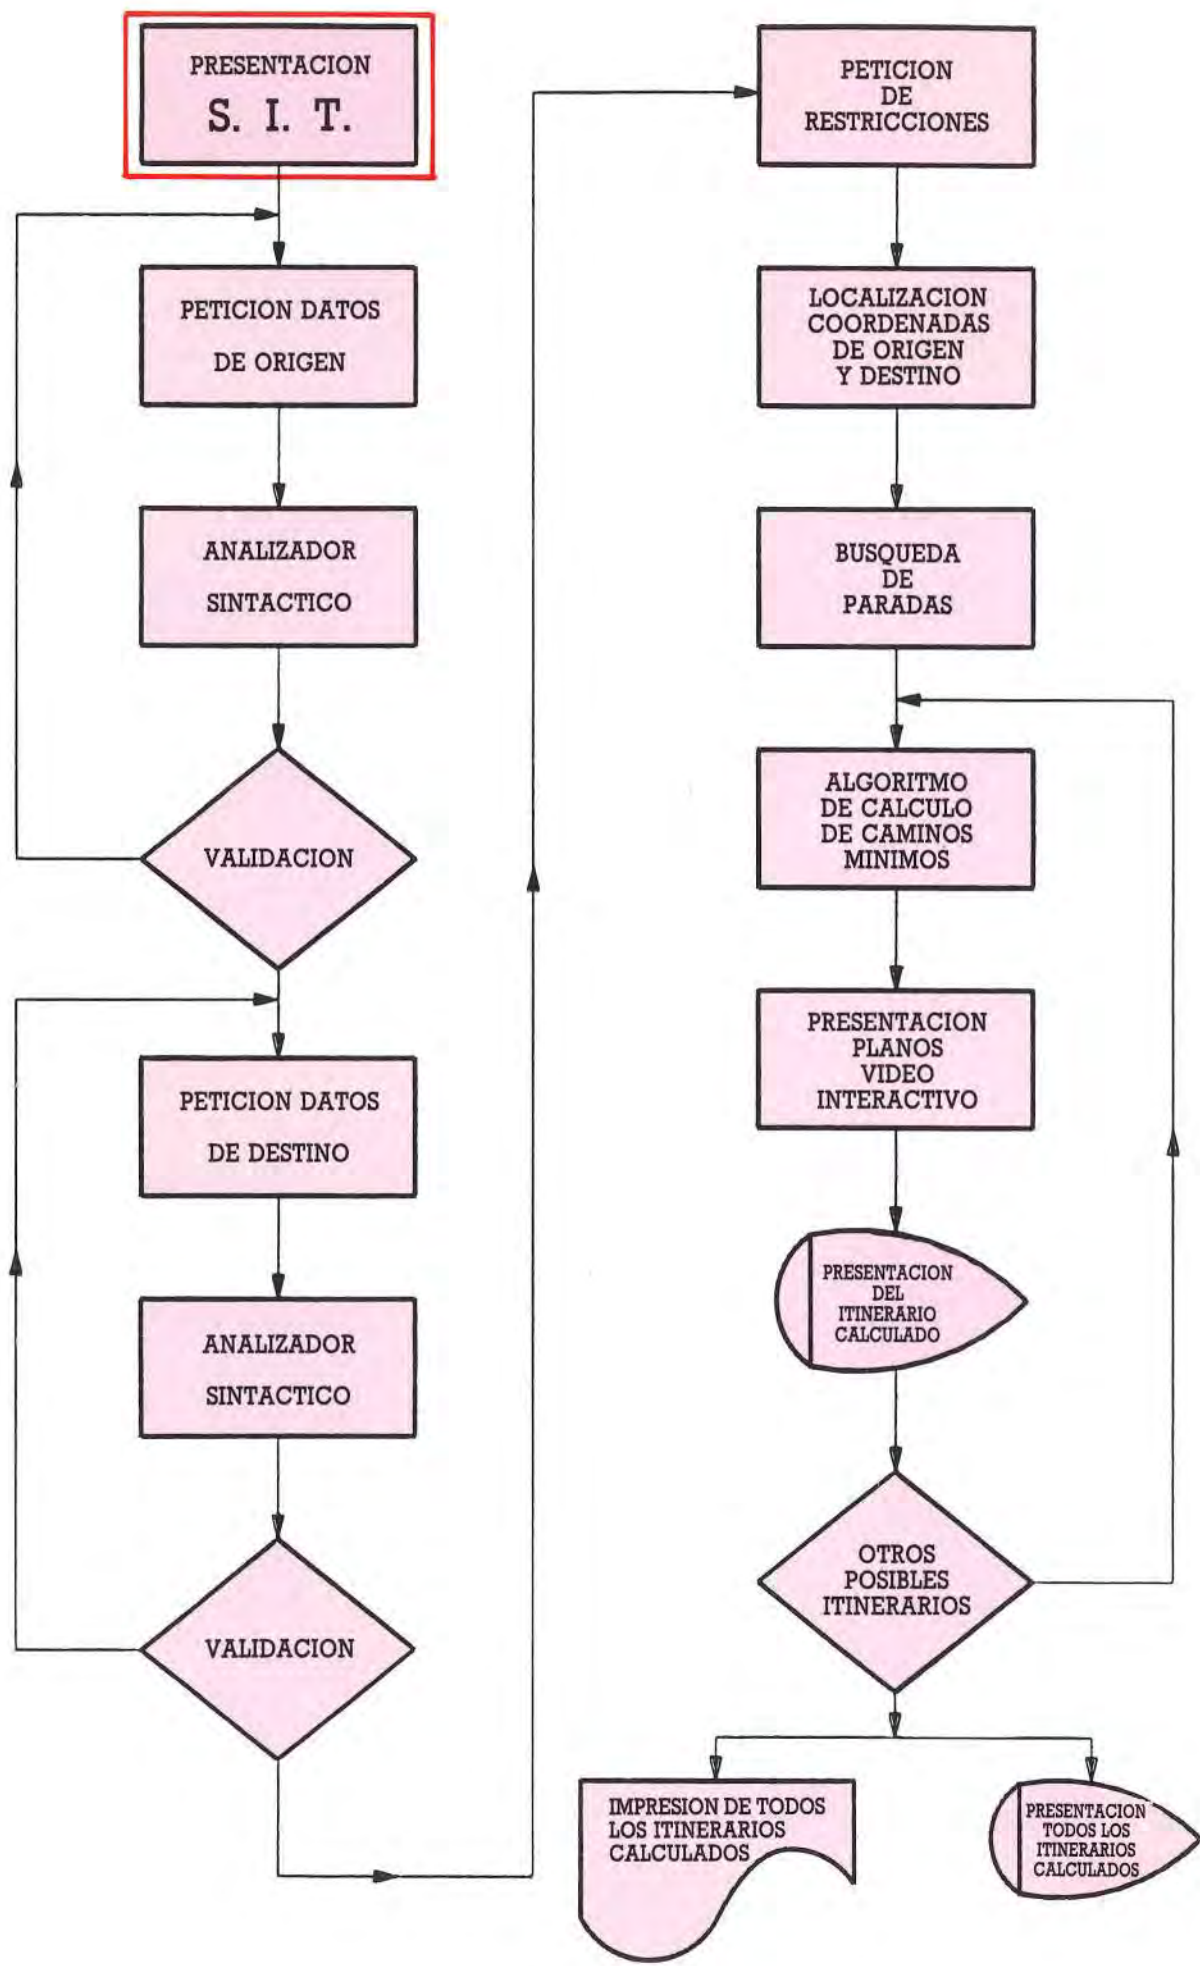 PRESENTACION
S. I. T.
PETICION DATOS
DE ORIGEN
ANALIZADOR
SINTACTICO
VALIDACION
PETICION DATOS
DE DESTINO
ANALIZADOR
SINTACTICO
VALIDACION
PETICION
DE
RESTRICCIONES
LOCALIZACION
COORDENADAS
DE ORIGEN
Y DESTINO
BUSQUEDA
DE
PARADAS
ALGORITMO
DE CALCULO
DE CAMINOS
MINIMOS
PRESENTACION
PLANOS
VIDEO
INTERACTIVO
PRESENTACION
DEL
ITINERARIO
CALCULADO
OTROS
POSIBLES
ITINERARIOS
IMPRESION DE TODOS
LOS ITINERARIOS
CALCULADOS
PRESENTACION
TODOS LOS
ITINERARIOS
CALCULADOS